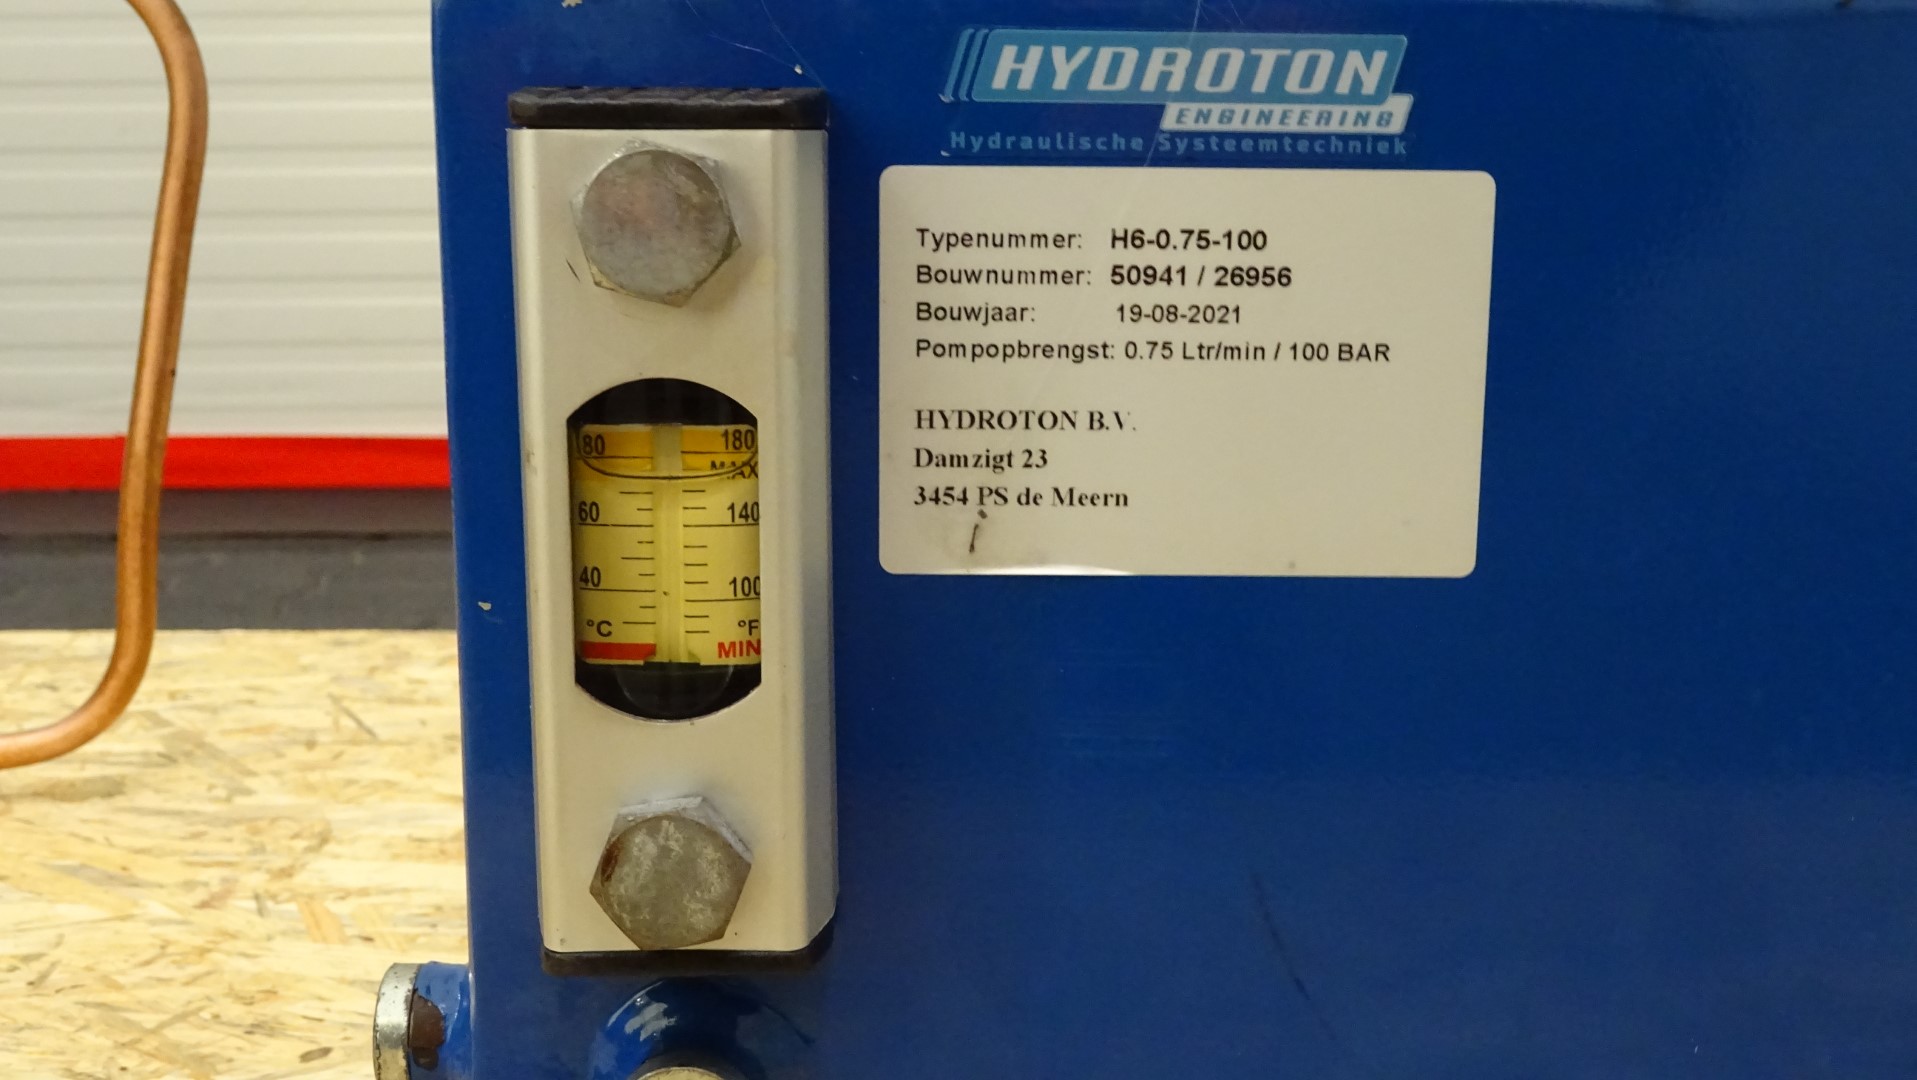 HYDROTON
ENGINEERING
Hydraulische Systeemtechniek
Typenummer: H6-0.75-100
Bouwnummer: 50941 / 26956
Bouwjaar: 19-08-2021
Pompopbrengst: 0.75 Ltr/min / 100 BAR
HYDROTON B.V.
Damzigt 23
3454 PS de Meern
80 180
MAX
60 140
40 100
°C °F
MIN